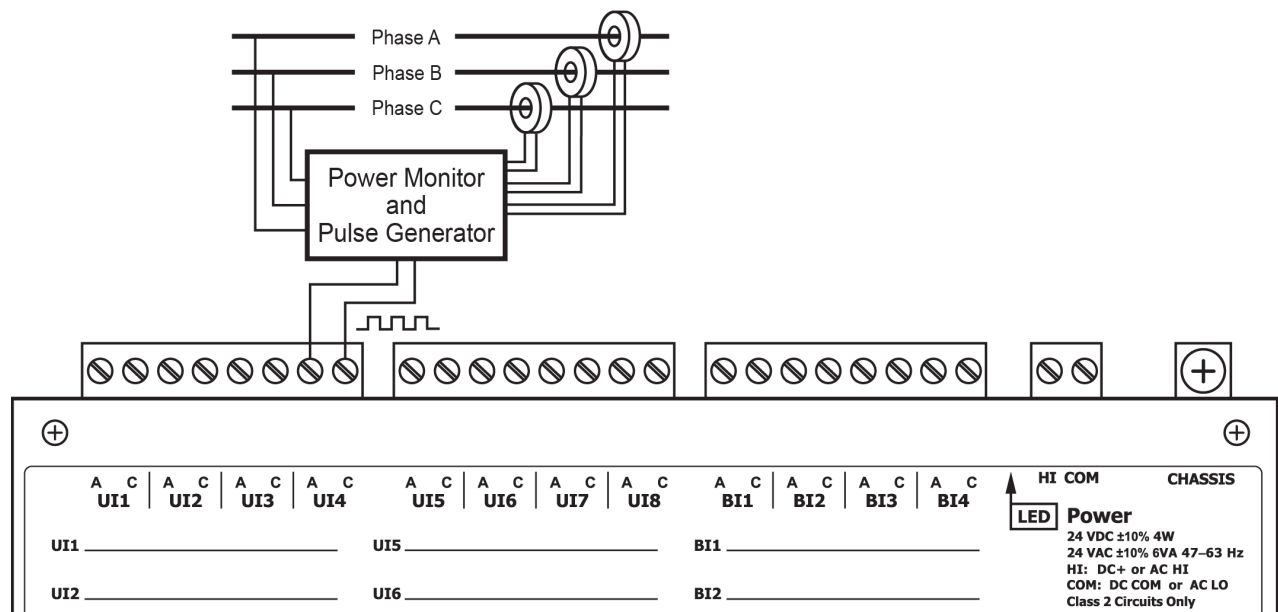 Phase A
Phase B
Phase C
Power Monitor
and
Pulse Generator
A C A C A C A C
UI1 UI2 UI3 UI4
A C A C A C A C
UI5 UI6 UI7 UI8
A C A C A C A C
BI1 BI2 BI3 BI4
HI COM
CHASSIS
LED Power
24 VDC ±10% 4W
24 VAC ±10% 6VA 47–63 Hz
HI: DC+ or AC HI
COM: DC COM or AC LO
Class 2 Circuits Only
UI1
UI5
BI1
UI2
UI6
BI2